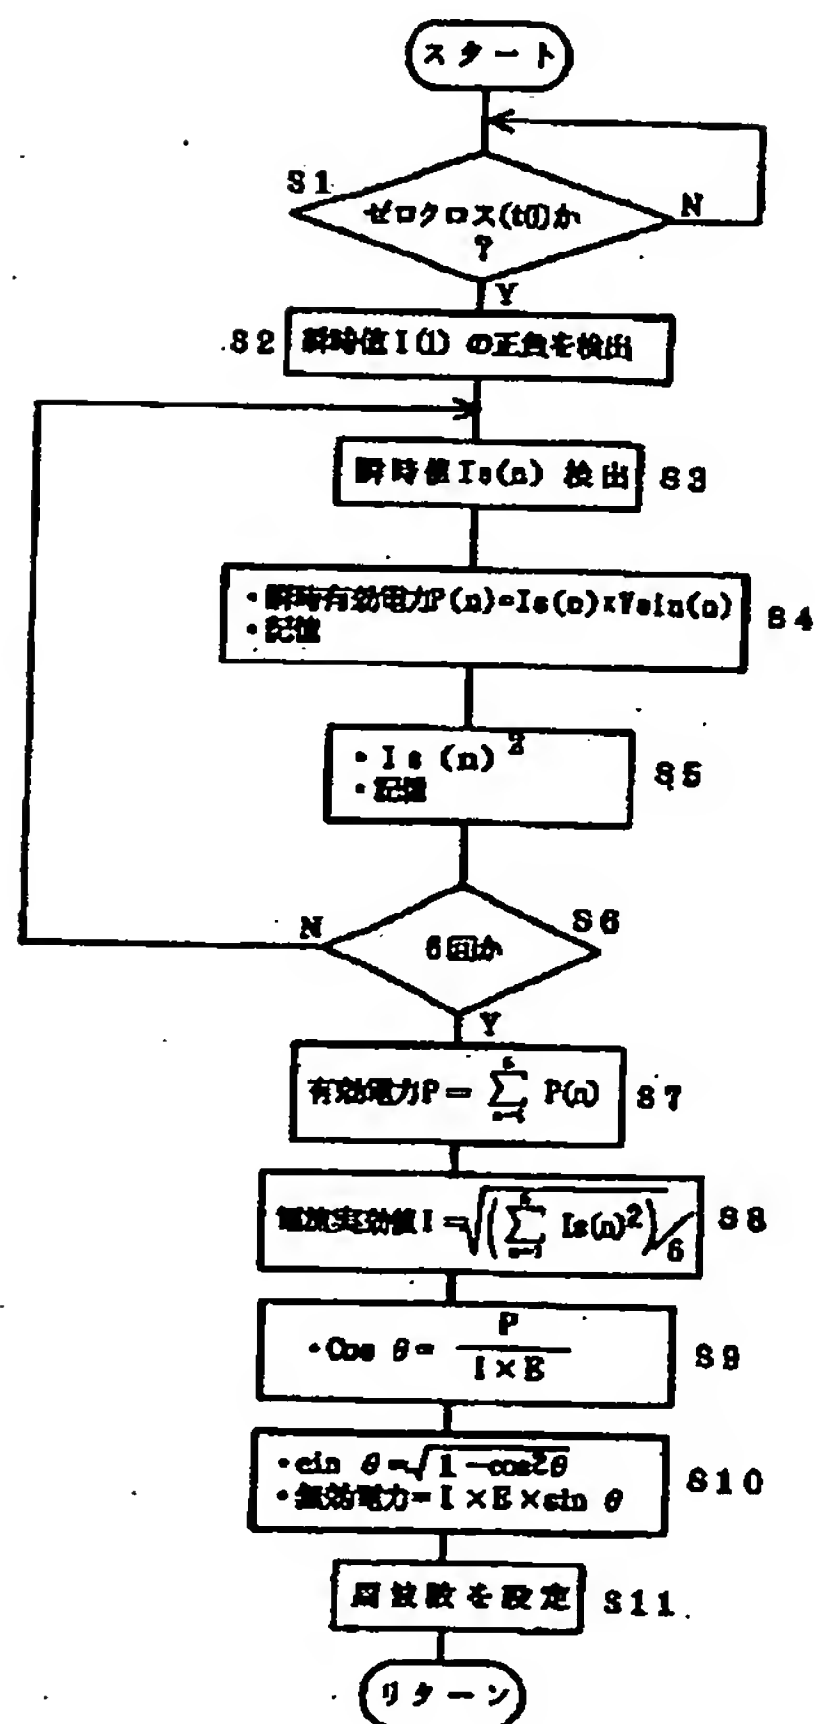 スタート
S1
ゼロクロス(t0)か
?
N
Y
S2
瞬時値I(1) の正負を検出
瞬時値Is(n) 検出
S3
・瞬時有効電力P(n)=Is(n)×Vsin(n)
・記憶
S4
・Is(n)²
・記憶
S5
N
6回か
S6
Y
有効電力P= ∑ P(n)
S7
電流実効値I=√((∑ Is(n)²)/6
S8
・Cos θ= P / I×E
S9
・sin θ=√1-cos²θ
・無効電力=I×E×sin θ
S10
周波数を設定
S11
リターン